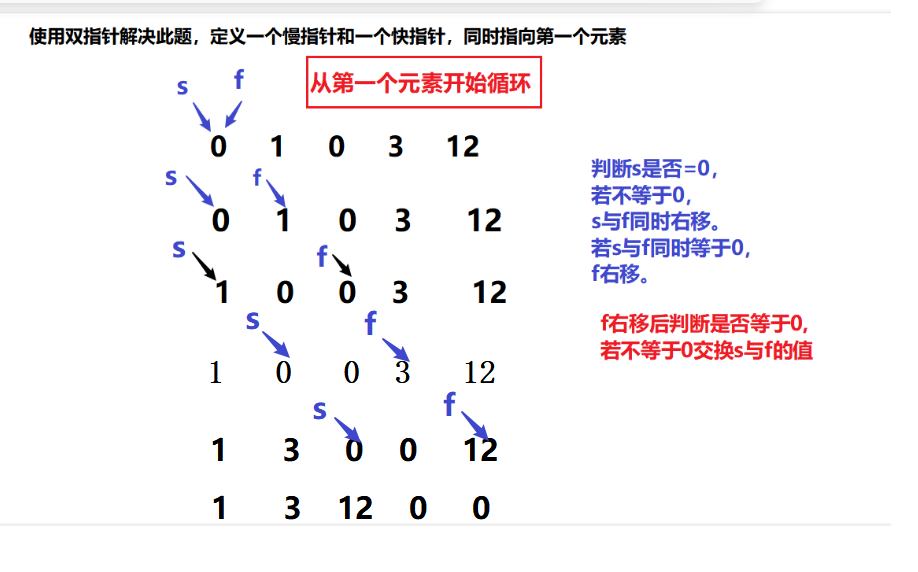 使用双指针解决此题，定义一个慢指针和一个快指针，同时指向第一个元素
从第一个元素开始循环
s f
0 1 0 3 12
s f
0 1 0 3 12
s f
1 0 0 3 12
s f
1 0 0 3 12
s f
1 3 0 0 12
1 3 12 0 0
判断s是否=0，
若不等于0，
s与f同时右移。
若s与f同时等于0，
f右移。
f右移后判断是否等于0，
若不等于0交换s与f的值